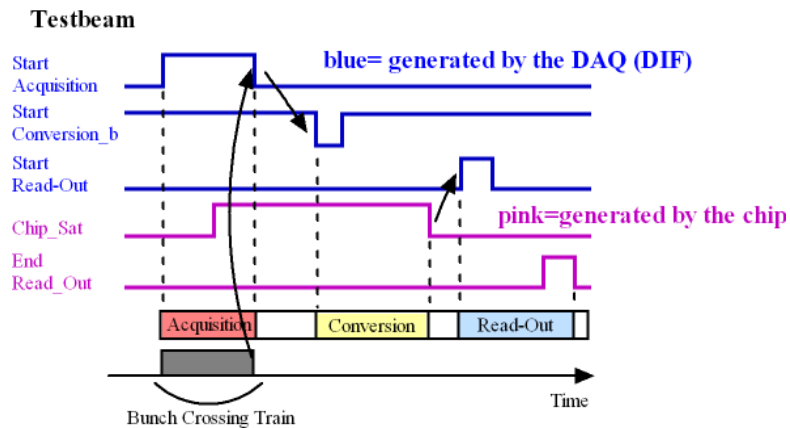 Testbeam
blue= generated by the DAQ (DIF)
Start
Acquisition
Start
Conversion_b
Start
Read-Out
pink=generated by the chip
Chip_Sat
End
Read_Out
Acquisition
Conversion
Read-Out
Time
Bunch Crossing Train